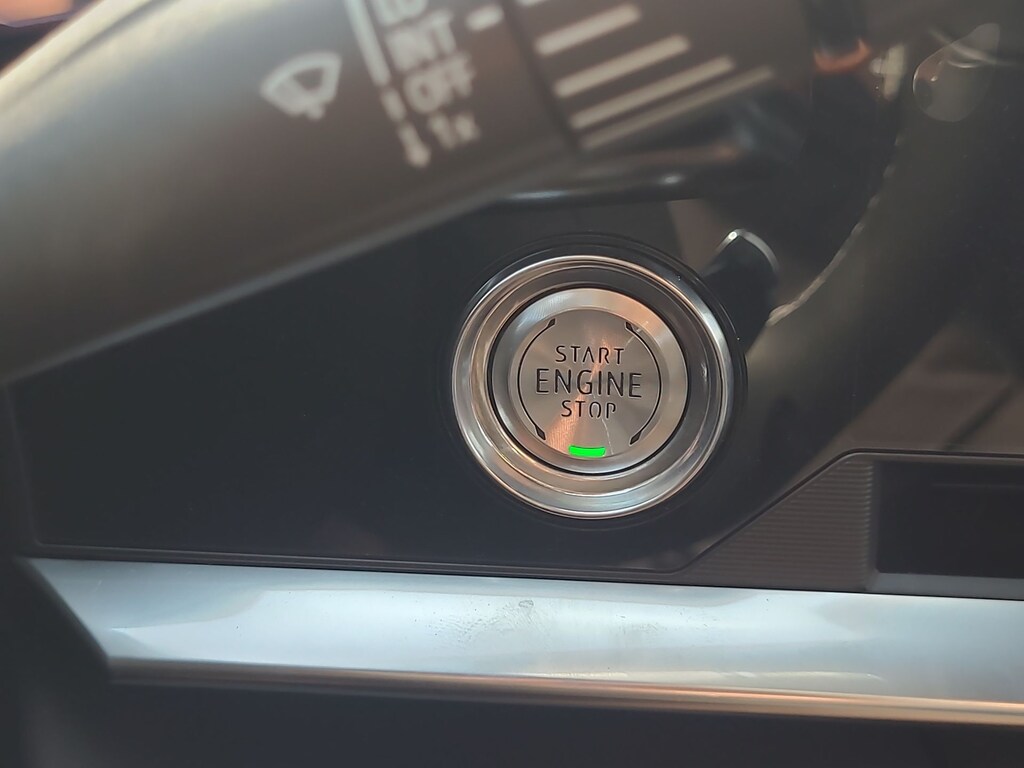 INT
OFF
1x
START
ENGINE
STOP